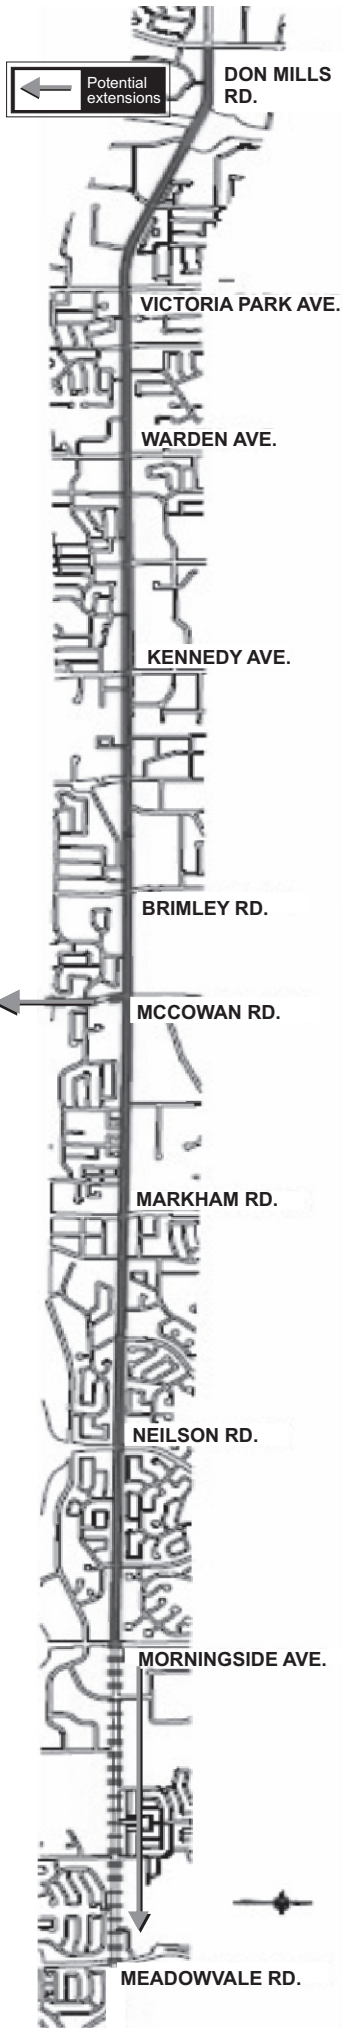 Potential
extensions
DON MILLS
RD.
VICTORIA PARK AVE.
WARDEN AVE.
KENNEDY AVE.
BRIMLEY RD.
MCCOWAN RD.
MARKHAM RD.
NEILSON RD.
MORNINGSIDE AVE.
MEADOWVALE RD.